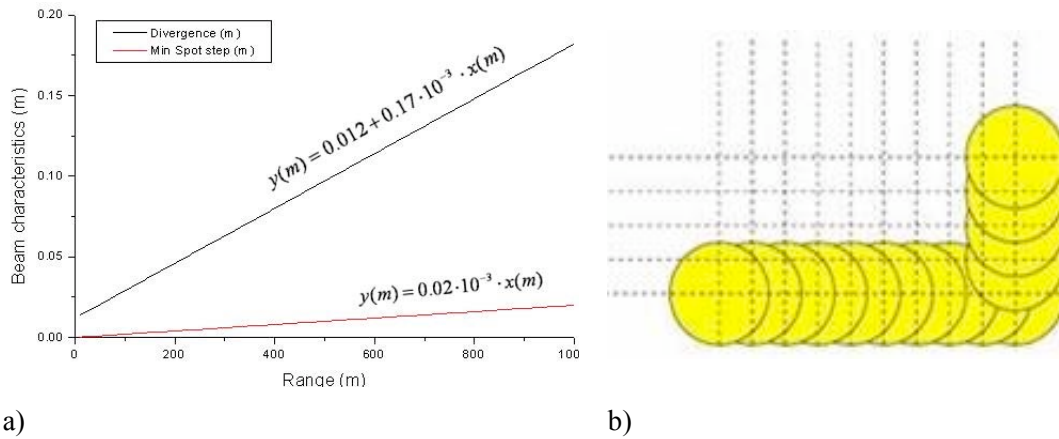 0.20
Divergence (m)
Min Spot step (m)
0.15
0.10
0.05
0.00
Beam characteristics (m)
y(m) = 0.012 + 0.17·10⁻³ · x(m)
y(m) = 0.02·10⁻³ · x(m)
0 200 400 600 800 100
Range (m)
a) b)